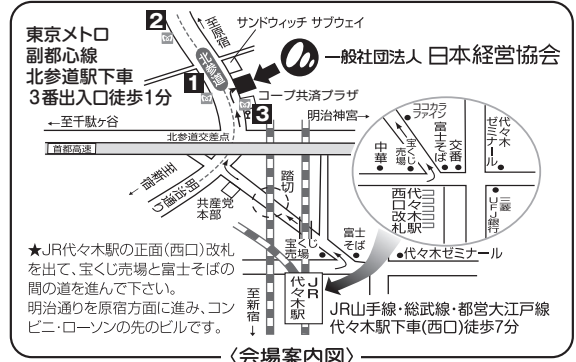 東京メトロ
副都心線
北参道駅下車
3番出入口徒歩1分
2
至原宿
サンドウィッチ サブウェイ
北参道
一般社団法人 日本経営協会
1
コープ共済プラザ
3
明治神宮→
←至千駄ヶ谷
北参道交差点
首都高速
至新宿
明治通り
踏切
共産党
本部
ココカラ
ファイン
代々木
ゼミナール
中華
宝くじ
売場
富士そば
交番
代々木駅
西口改札
三菱
UFJ銀行
宝くじ
売場
富士
そば
代々木ゼミナール
★JR代々木駅の正面(西口)改札
を出て、宝くじ売場と富士そばの
間の道を進んで下さい。
明治通りを原宿方面に進み、コン
ビニ・ローソンの先のビルです。
至新宿
JR
代々木駅
JR山手線・総武線・都営大江戸線
代々木駅下車(西口)徒歩7分
〈会場案内図〉